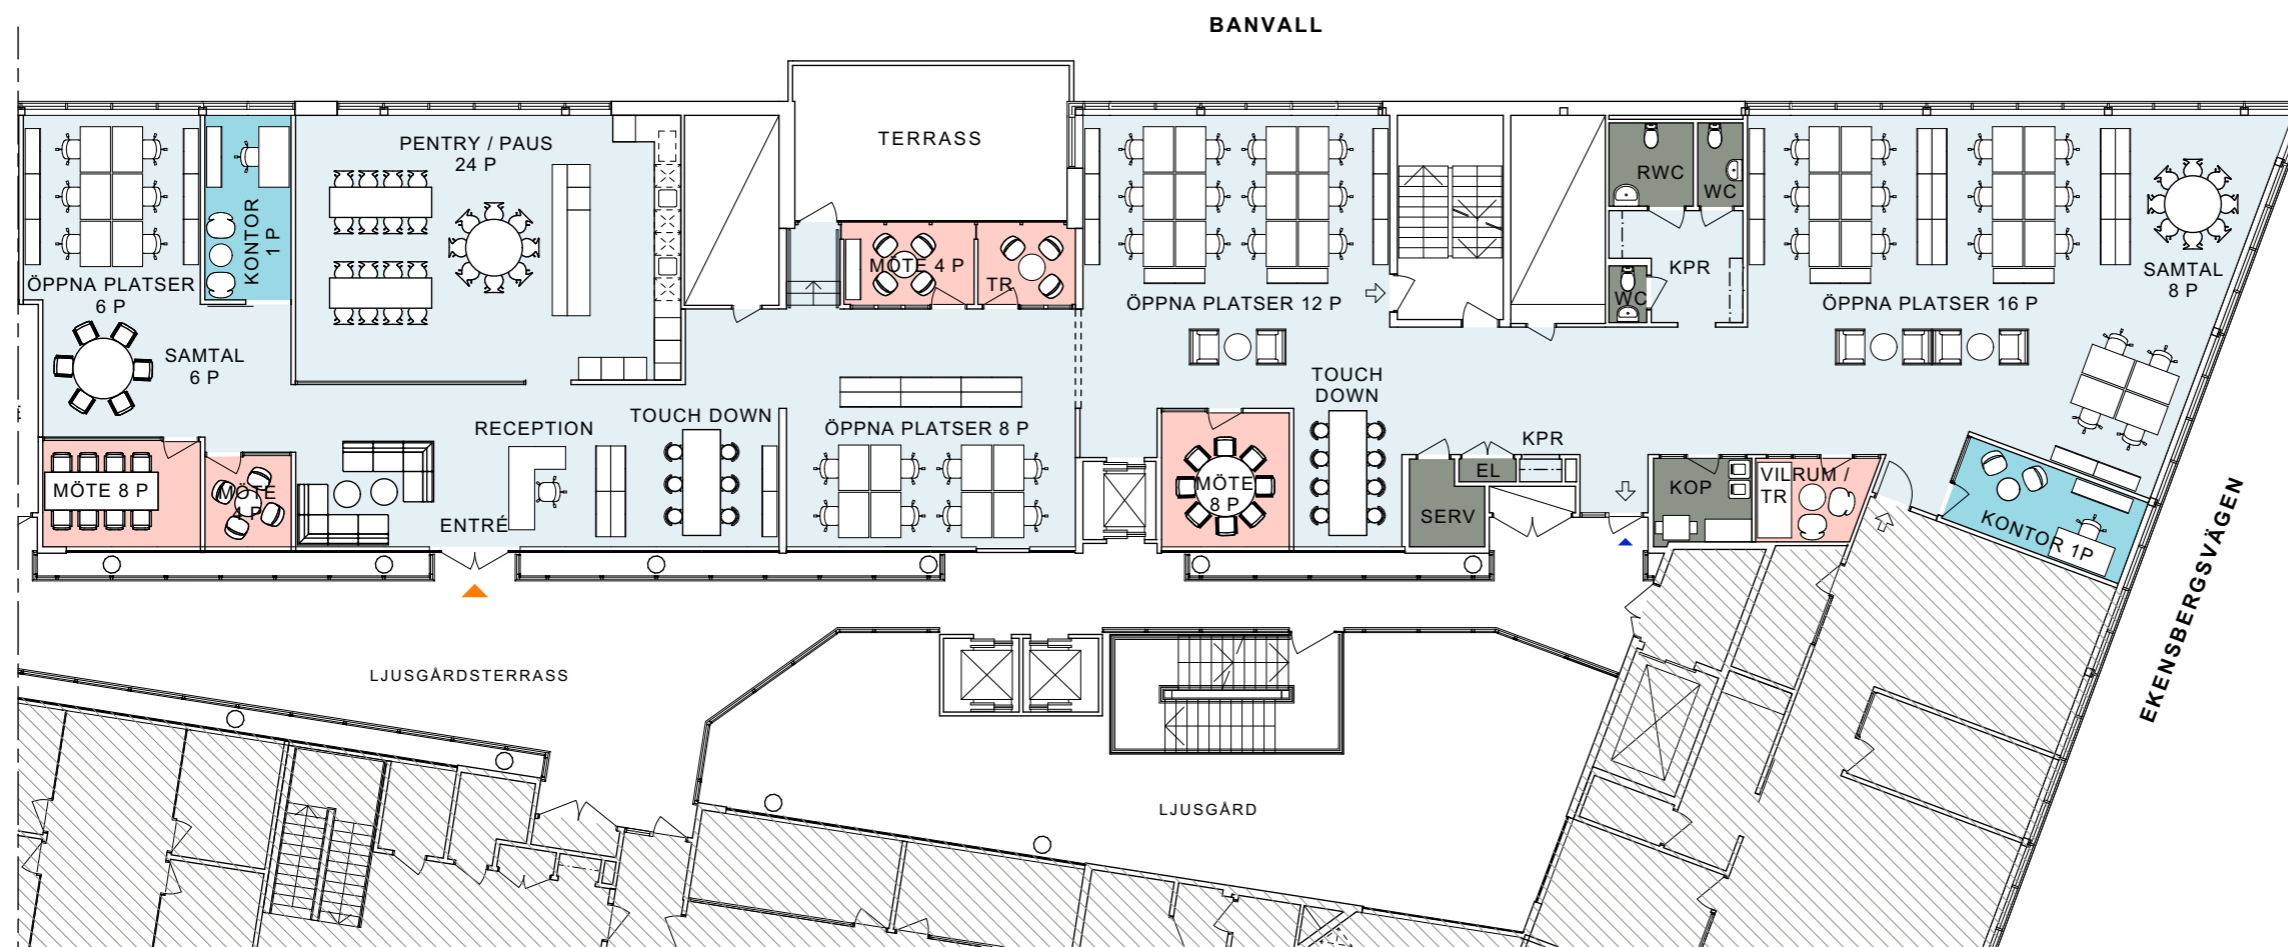 BANVALL
TERRASS
PENTRY / PAUS
24 P
KONTOR
1 P
ÖPPNA PLATSER
6 P
SAMTAL
6 P
MÖTE 8 P
MÖTE
RECEPTION
ENTRÉ
TOUCH DOWN
MÖTE 4 P
TR
ÖPPNA PLATSER 8 P
ÖPPNA PLATSER 12 P
TOUCH
DOWN
MÖTE
8 P
RWC
WC
WC
KPR
KPR
EL
SERV
KOP
VILRUM /
TR
ÖPPNA PLATSER 16 P
SAMTAL
8 P
KONTOR 1P
EKENSBERGSVÄGEN
LJUSGÅRDSTERRASS
LJUSGÅRD